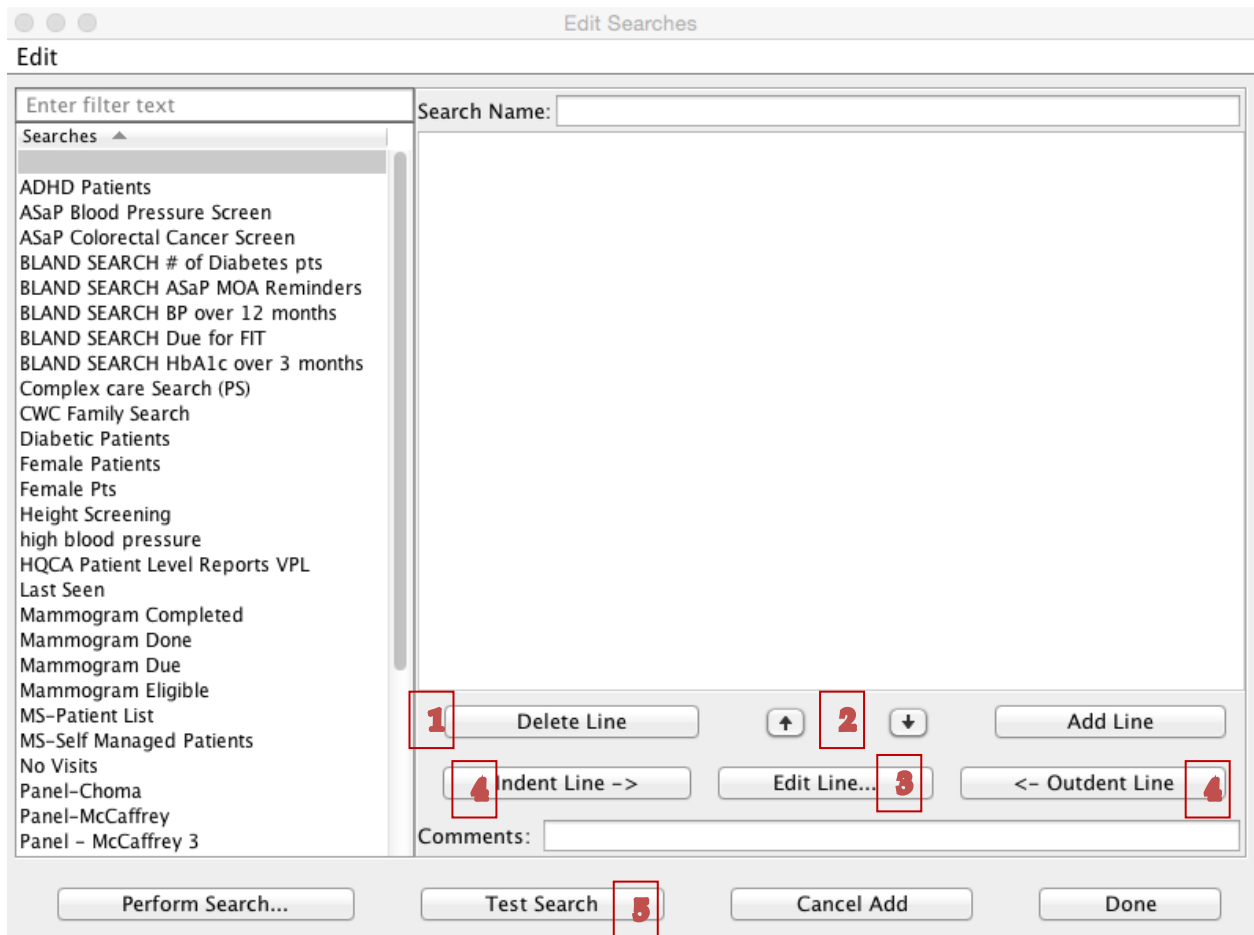 Edit Searches
Edit
Enter filter text
Searches
ADHD Patients
ASaP Blood Pressure Screen
ASaP Colorectal Cancer Screen
BLAND SEARCH # of Diabetes pts
BLAND SEARCH ASaP MOA Reminders
BLAND SEARCH BP over 12 months
BLAND SEARCH Due for FIT
BLAND SEARCH HbA1c over 3 months
Complex care Search (PS)
CWC Family Search
Diabetic Patients
Female Patients
Female Pts
Height Screening
high blood pressure
HQCA Patient Level Reports VPL
Last Seen
Mammogram Completed
Mammogram Done
Mammogram Due
Mammogram Eligible
MS-Patient List
MS-Self Managed Patients
No Visits
Panel-Choma
Panel-McCaffrey
Panel - McCaffrey 3
Search Name:
1 Delete Line 2 Add Line
4 Indent Line -> Edit Line... 3 <- Outdent Line 4
Comments:
Perform Search... Test Search 5 Cancel Add Done